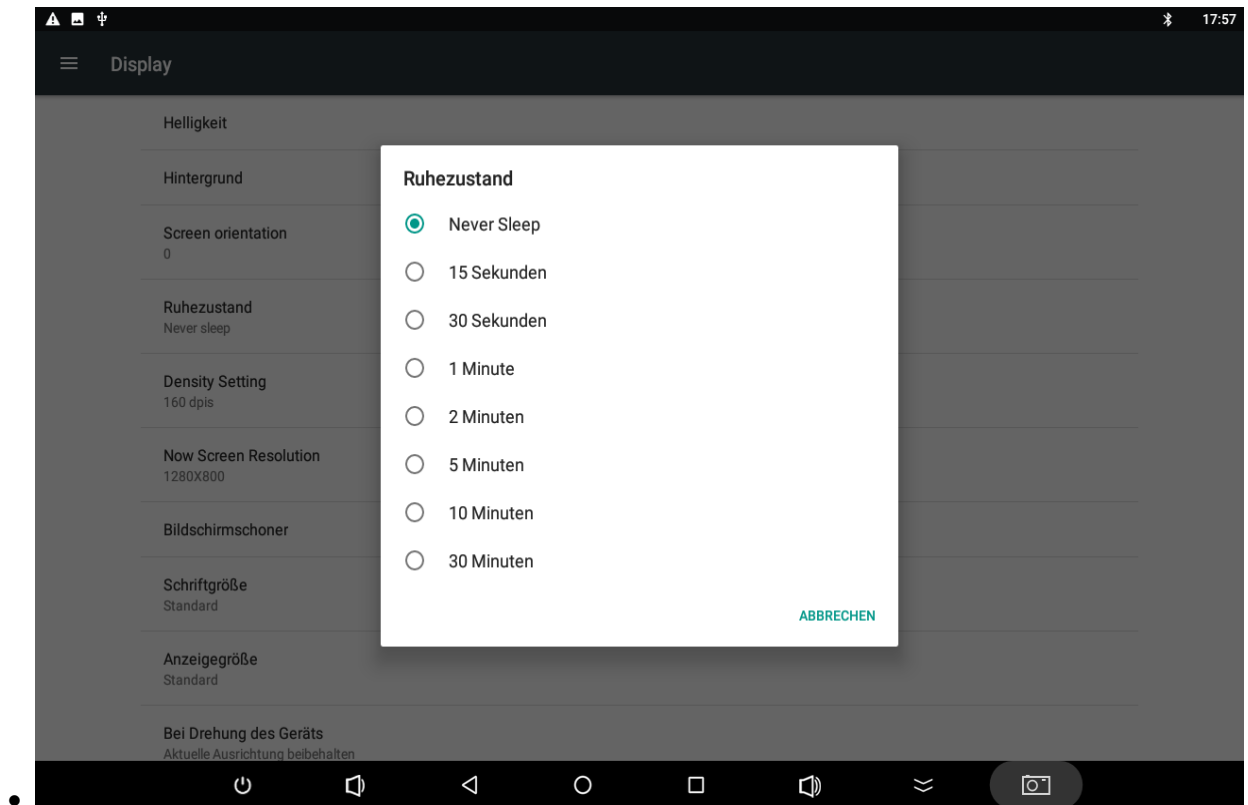 17:57
Display
Helligkeit
Hintergrund
Screen orientation
0
Ruhezustand
Never sleep
Density Setting
160 dpis
Now Screen Resolution
1280X800
Bildschirmschoner
Schriftgröße
Standard
Anzeigegröße
Standard
Bei Drehung des Geräts
Aktuelle Ausrichtung beibehalten
Ruhezustand
Never Sleep
15 Sekunden
30 Sekunden
1 Minute
2 Minuten
5 Minuten
10 Minuten
30 Minuten
ABBRECHEN